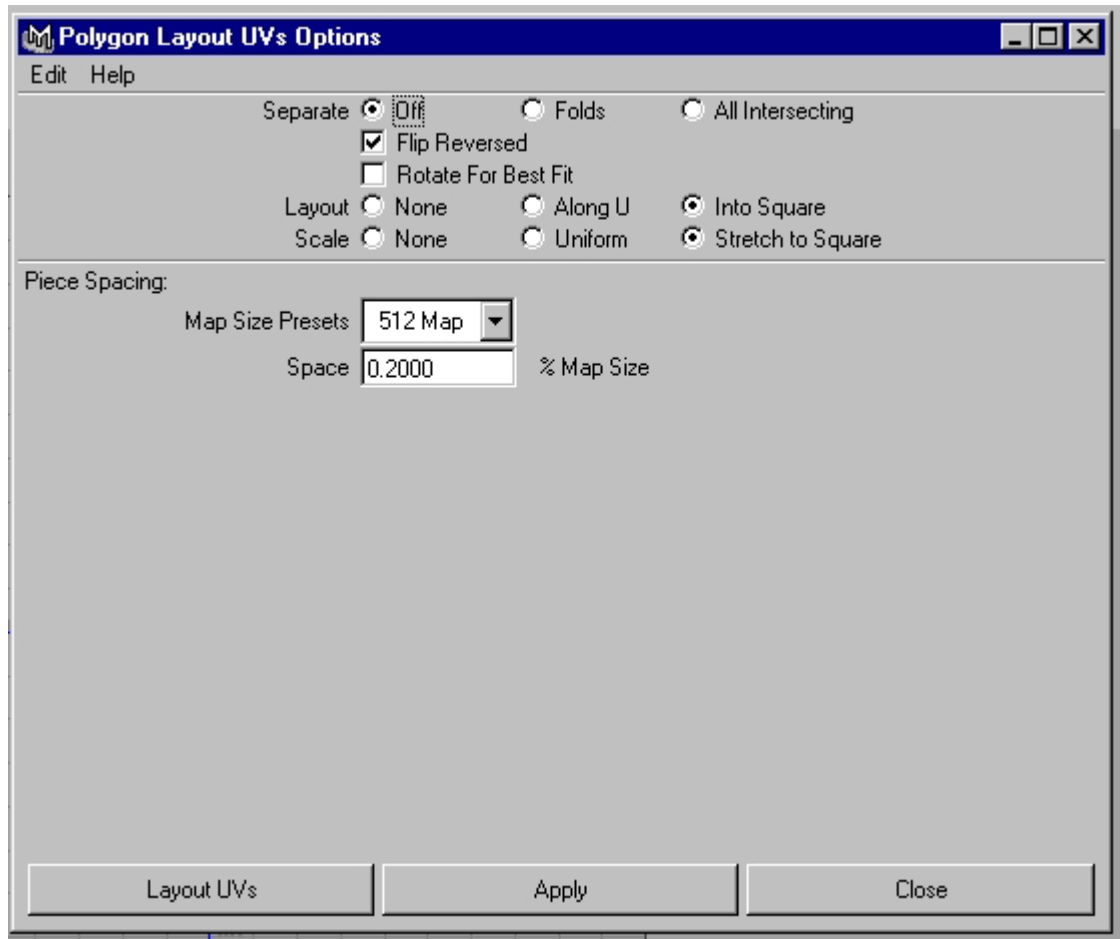 Polygon Layout UVs Options
Edit Help
Separate Off Folds All Intersecting
Flip Reversed
Rotate For Best Fit
Layout None Along U Into Square
Scale None Uniform Stretch to Square
Piece Spacing:
Map Size Presets 512 Map
Space 0.2000 % Map Size
Layout UVs Apply Close